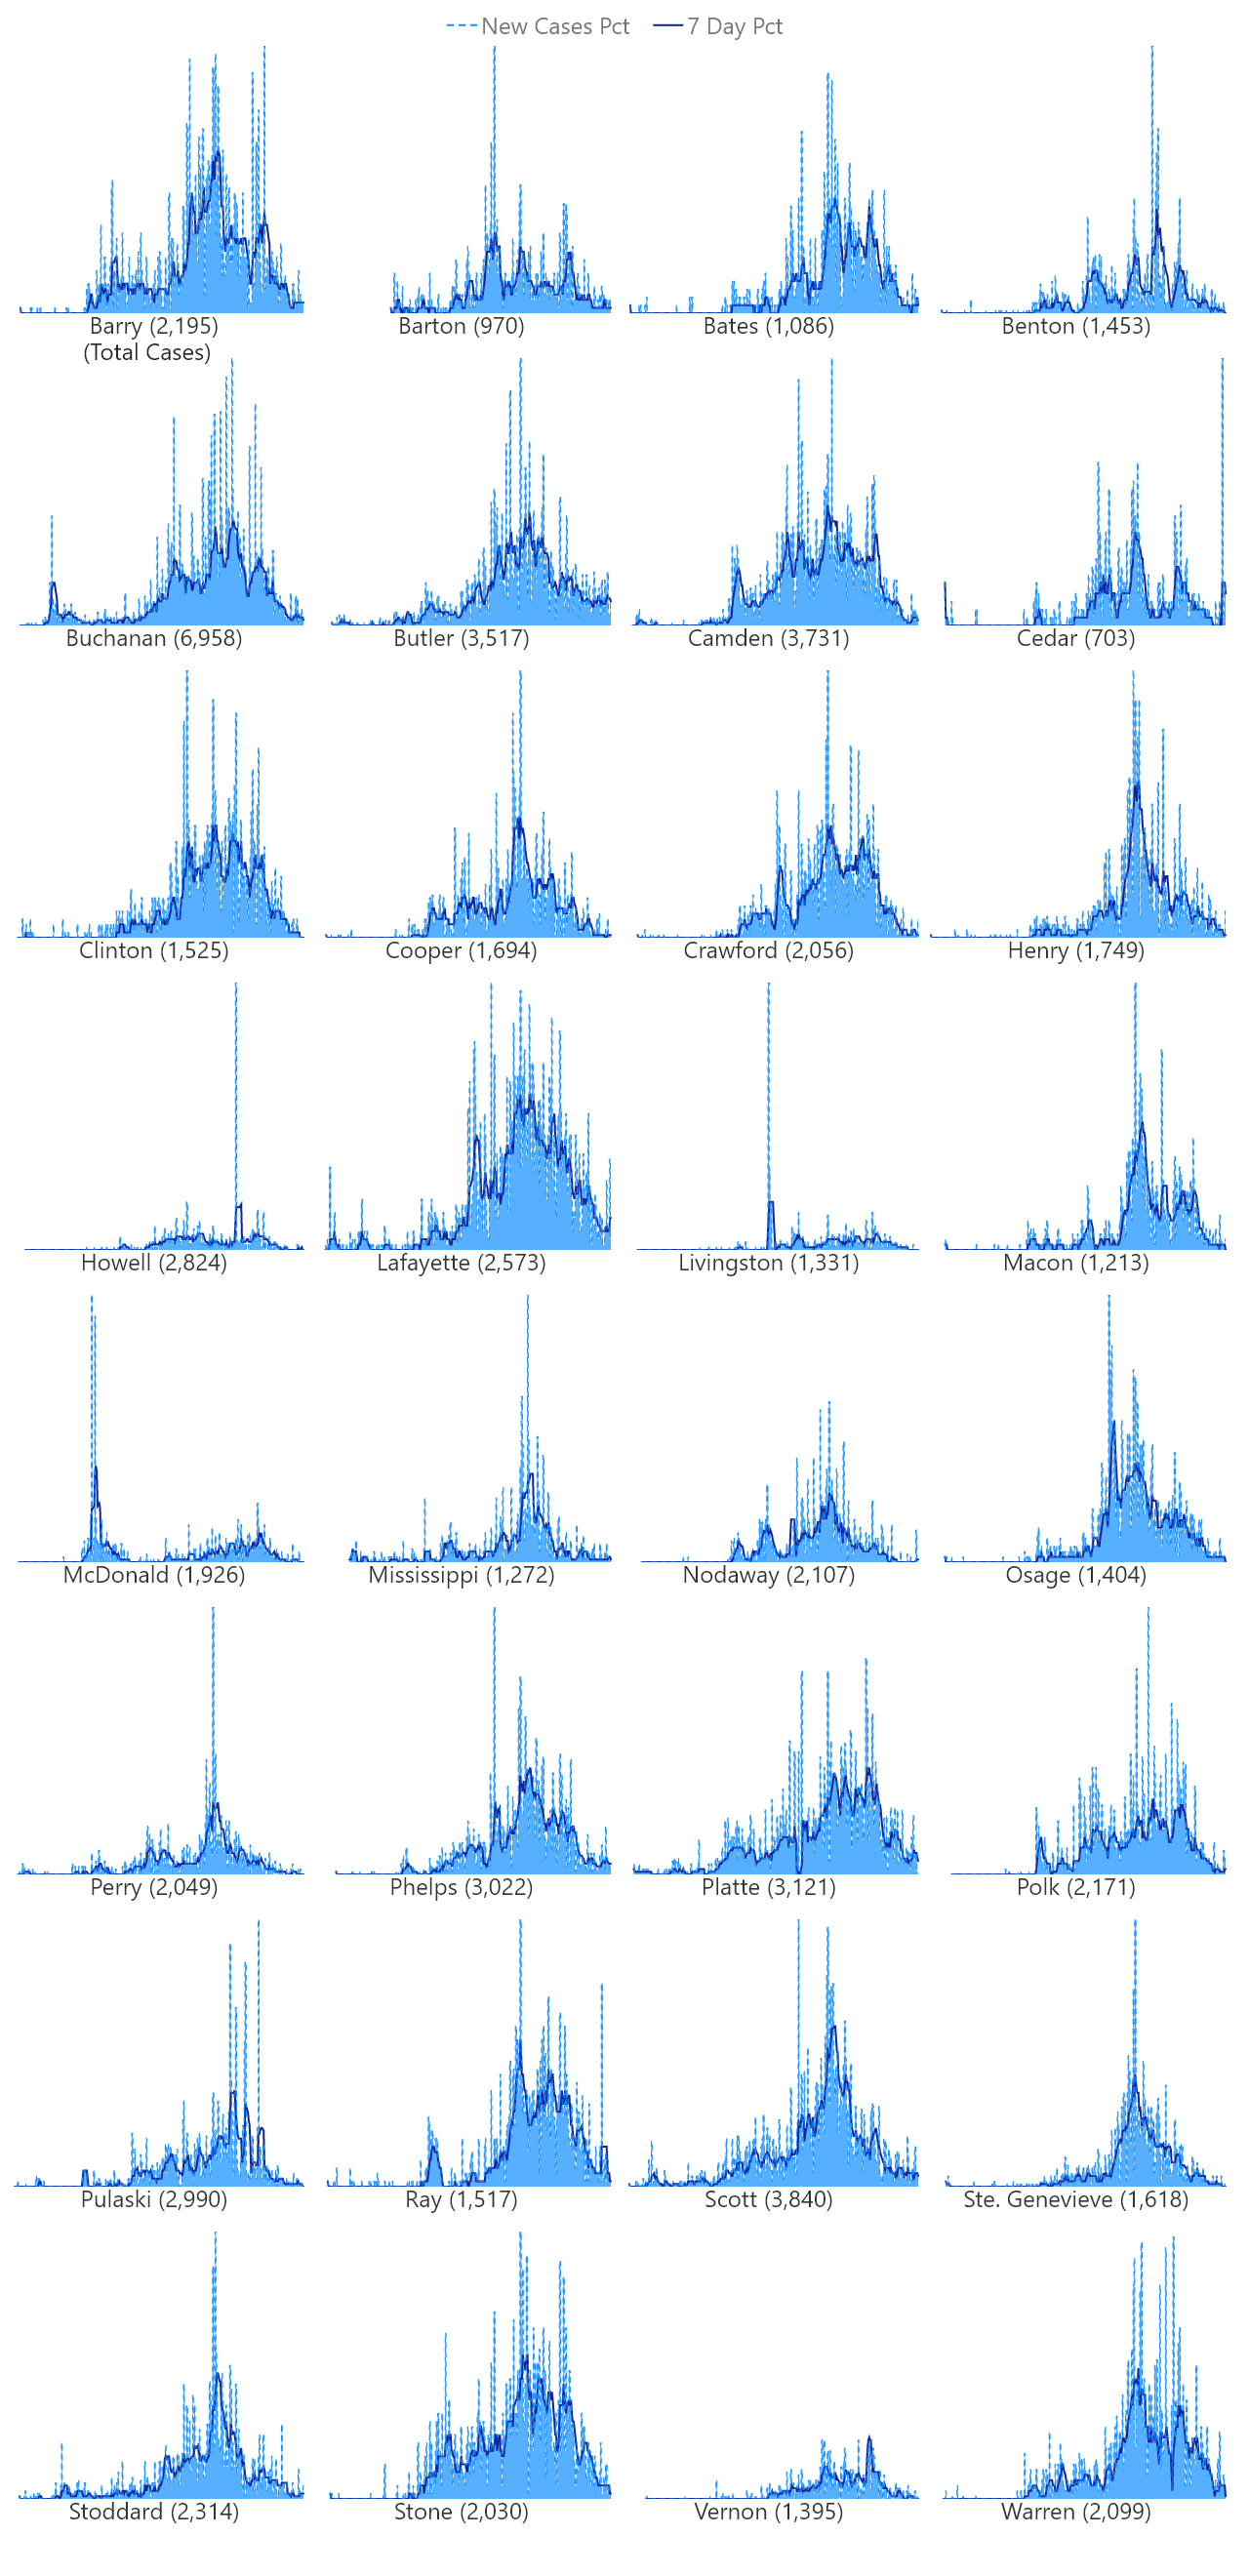 New Cases Pct 7 Day Pct
Barry (2,195) Barton (970) Bates (1,086) Benton (1,453)
(Total Cases)
Buchanan (6,958) Butler (3,517) Camden (3,731) Cedar (703)
Clinton (1,525) Cooper (1,694) Crawford (2,056) Henry (1,749)
Howell (2,824) Lafayette (2,573) Livingston (1,331) Macon (1,213)
McDonald (1,926) Mississippi (1,272) Nodaway (2,107) Osage (1,404)
Perry (2,049) Phelps (3,022) Platte (3,121) Polk (2,171)
Pulaski (2,990) Ray (1,517) Scott (3,840) Ste. Genevieve (1,618)
Stoddard (2,314) Stone (2,030) Vernon (1,395) Warren (2,099)